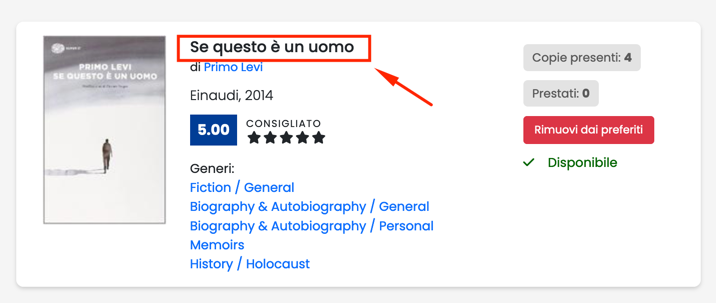 Se questo è un uomo
di Primo Levi
Einaudi, 2014
5.00 CONSIGLIATO
Generi:
Fiction / General
Biography & Autobiography / General
Biography & Autobiography / Personal
Memoirs
History / Holocaust
Copie presenti: 4
Prestati: 0
Rimuovi dai preferiti
Disponibile
PRIMO LEVI
SE QUESTO È UN UOMO